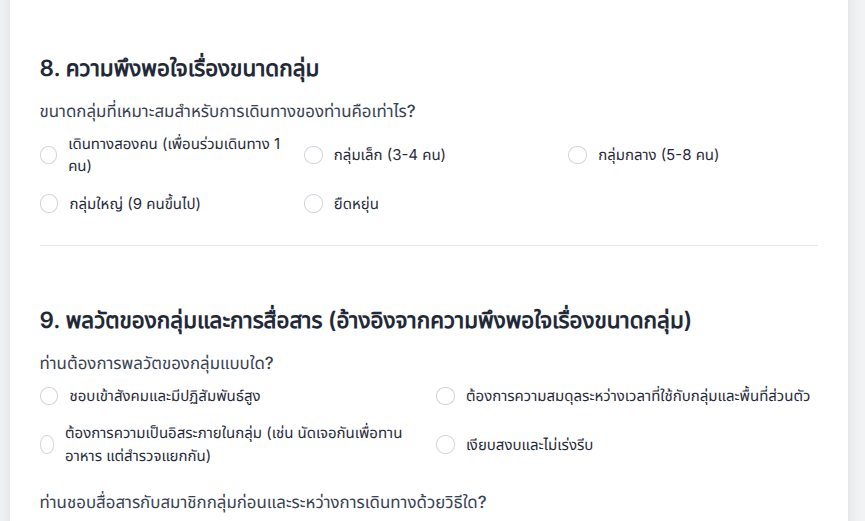 8. ความพึงพอใจเรื่องขนาดกลุ่ม
ขนาดกลุ่มที่เหมาะสมสำหรับการเดินทางของท่านคือเท่าไร?
เดินทางสองคน (เพื่อนร่วมเดินทาง 1
คน)
กลุ่มเล็ก (3-4 คน)
กลุ่มกลาง (5-8 คน)
กลุ่มใหญ่ (9 คนขึ้นไป)
ยืดหยุ่น
9. พลวัตของกลุ่มและการสื่อสาร (อ้างอิงจากความพึงพอใจเรื่องขนาดกลุ่ม)
ท่านต้องการพลวัตของกลุ่มแบบใด?
ชอบเข้าสังคมและมีปฏิสัมพันธ์สูง
ต้องการความสมดุลระหว่างเวลาที่ใช้กับกลุ่มและพื้นที่ส่วนตัว
ต้องการความเป็นอิสระภายในกลุ่ม (เช่น นัดเจอกันเพื่อทาน
อาหาร แต่สำรวจแยกกัน)
เงียบสงบและไม่เร่งรีบ
ท่านชอบสื่อสารกับสมาชิกกลุ่มก่อนและระหว่างการเดินทางด้วยวิธีใด?